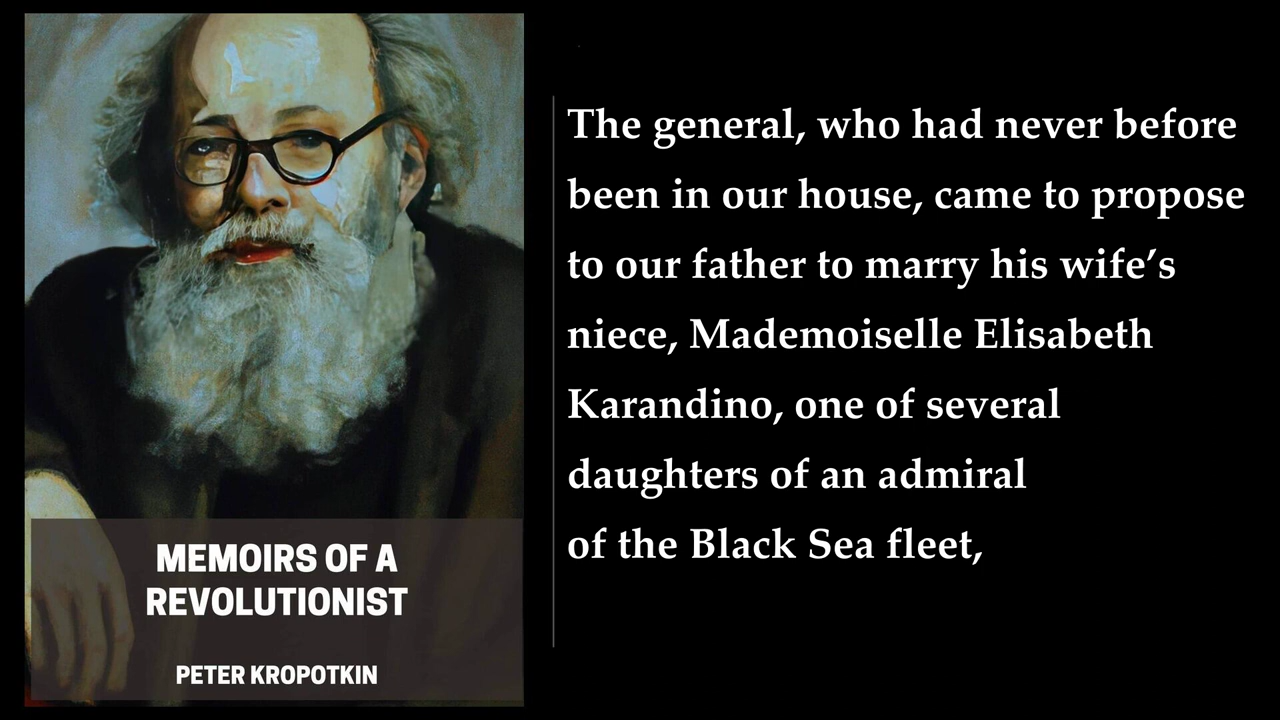 MEMOIRS OF A
REVOLUTIONIST
PETER KROPOTKIN
The general, who had never before
been in our house, came to propose
to our father to marry his wife’s
niece, Mademoiselle Elisabeth
Karandino, one of several
daughters of an admiral
of the Black Sea fleet,